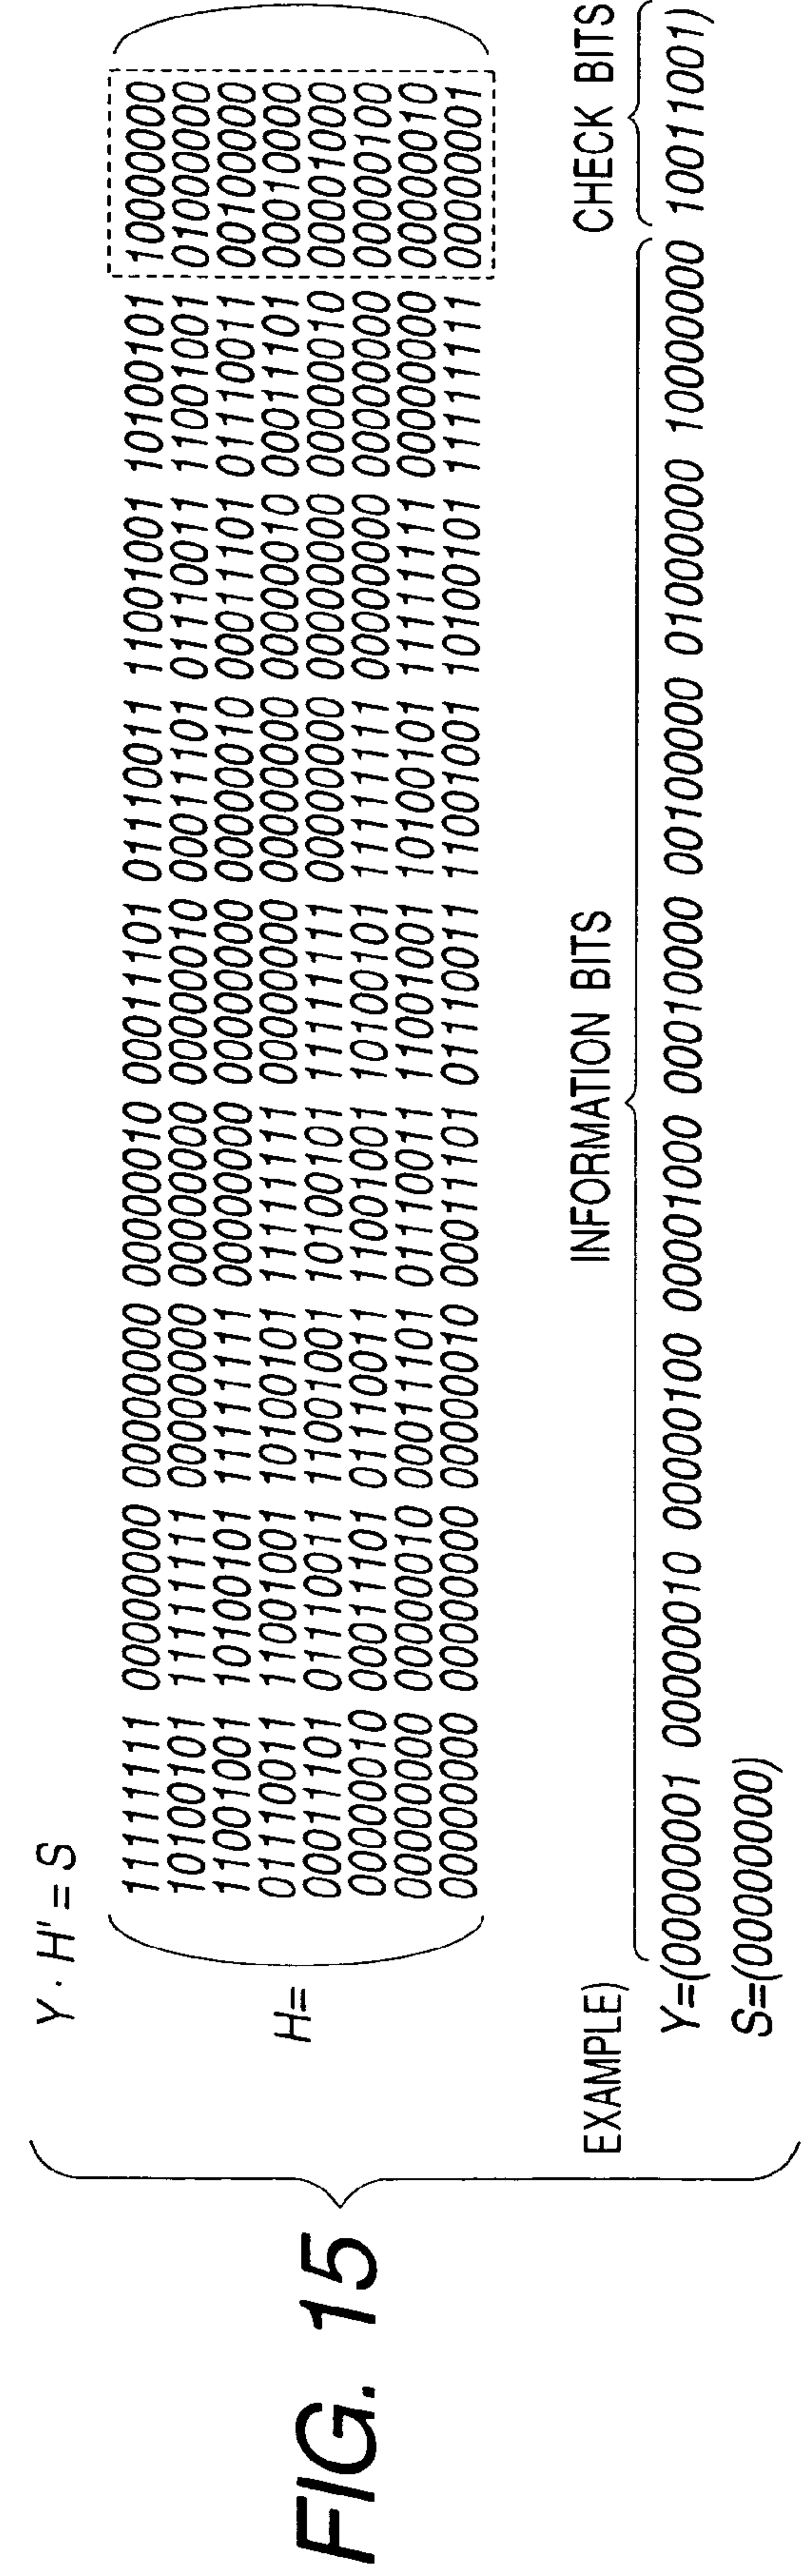 FIG. 15
Y · H' = S
H=
11111111 00000000 00000000 00000010 00011101 01110011 11001001 10100101 10000000
10100101 11111111 00000000 00000000 00000010 00011101 01110011 11001001 01000000
11001001 10100101 11111111 00000000 00000000 00000010 00011101 01110011 00100000
01110011 11001001 10100101 11111111 00000000 00000000 00000010 00011101 00010000
00011101 01110011 11001001 10100101 11111111 00000000 00000000 00000010 00001000
00000010 00011101 01110011 11001001 10100101 11111111 00000000 00000000 00000100
00000000 00000010 00011101 01110011 11001001 10100101 11111111 00000000 00000010
00000000 00000000 00000010 00011101 01110011 11001001 10100101 11111111 00000001
EXAMPLE) INFORMATION BITS CHECK BITS
Y=(00000001 00000010 00000100 00001000 00010000 00100000 01000000 10000000 10011001)
S=(00000000)